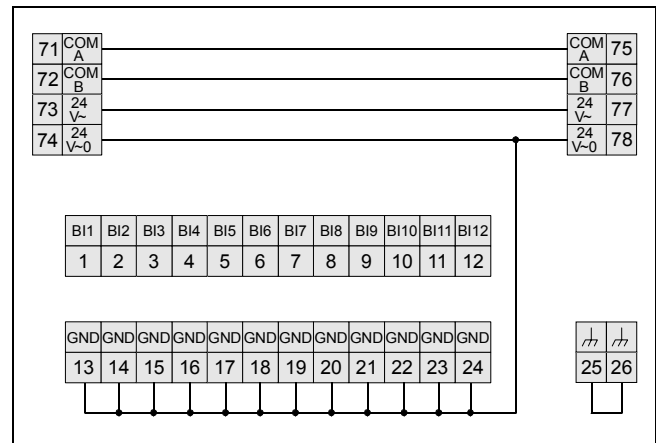 71 COM A COM A 75
72 COM B COM B 76
73 24 V~ 24 V~ 77
74 24 V~0 24 V~0 78
BI1 BI2 BI3 BI4 BI5 BI6 BI7 BI8 BI9 BI10 BI11 BI12
1 2 3 4 5 6 7 8 9 10 11 12
GND GND GND GND GND GND GND GND GND GND GND GND
13 14 15 16 17 18 19 20 21 22 23 24 25 26